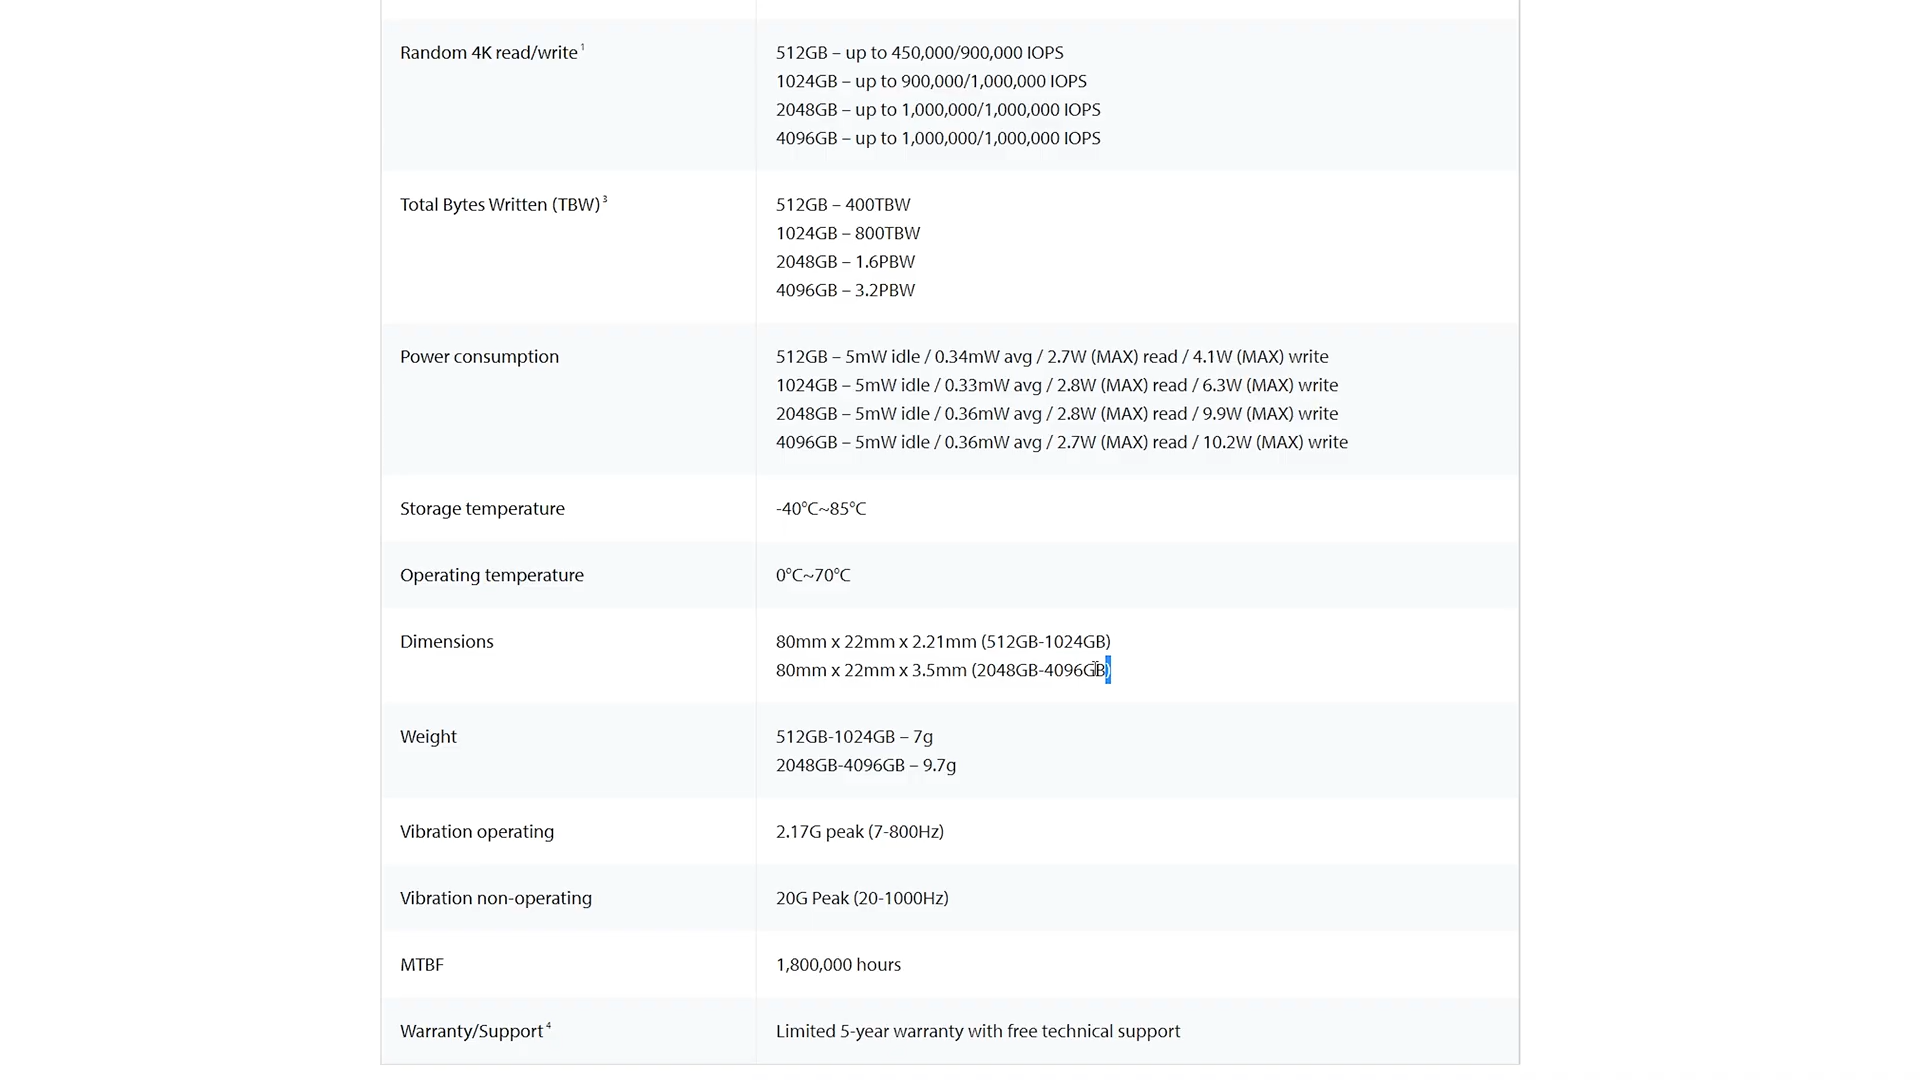 Random 4K read/write¹
512GB – up to 450,000/900,000 IOPS
1024GB – up to 900,000/1,000,000 IOPS
2048GB – up to 1,000,000/1,000,000 IOPS
4096GB – up to 1,000,000/1,000,000 IOPS
Total Bytes Written (TBW)³
512GB – 400TBW
1024GB – 800TBW
2048GB – 1.6PBW
4096GB – 3.2PBW
Power consumption
512GB – 5mW idle / 0.34mW avg / 2.7W (MAX) read / 4.1W (MAX) write
1024GB – 5mW idle / 0.33mW avg / 2.8W (MAX) read / 6.3W (MAX) write
2048GB – 5mW idle / 0.36mW avg / 2.8W (MAX) read / 9.9W (MAX) write
4096GB – 5mW idle / 0.36mW avg / 2.7W (MAX) read / 10.2W (MAX) write
Storage temperature
-40°C~85°C
Operating temperature
0°C~70°C
Dimensions
80mm x 22mm x 2.21mm (512GB-1024GB)
80mm x 22mm x 3.5mm (2048GB-4096GB)
Weight
512GB-1024GB – 7g
2048GB-4096GB – 9.7g
Vibration operating
2.17G peak (7-800Hz)
Vibration non-operating
20G Peak (20-1000Hz)
MTBF
1,800,000 hours
Warranty/Support⁴
Limited 5-year warranty with free technical support